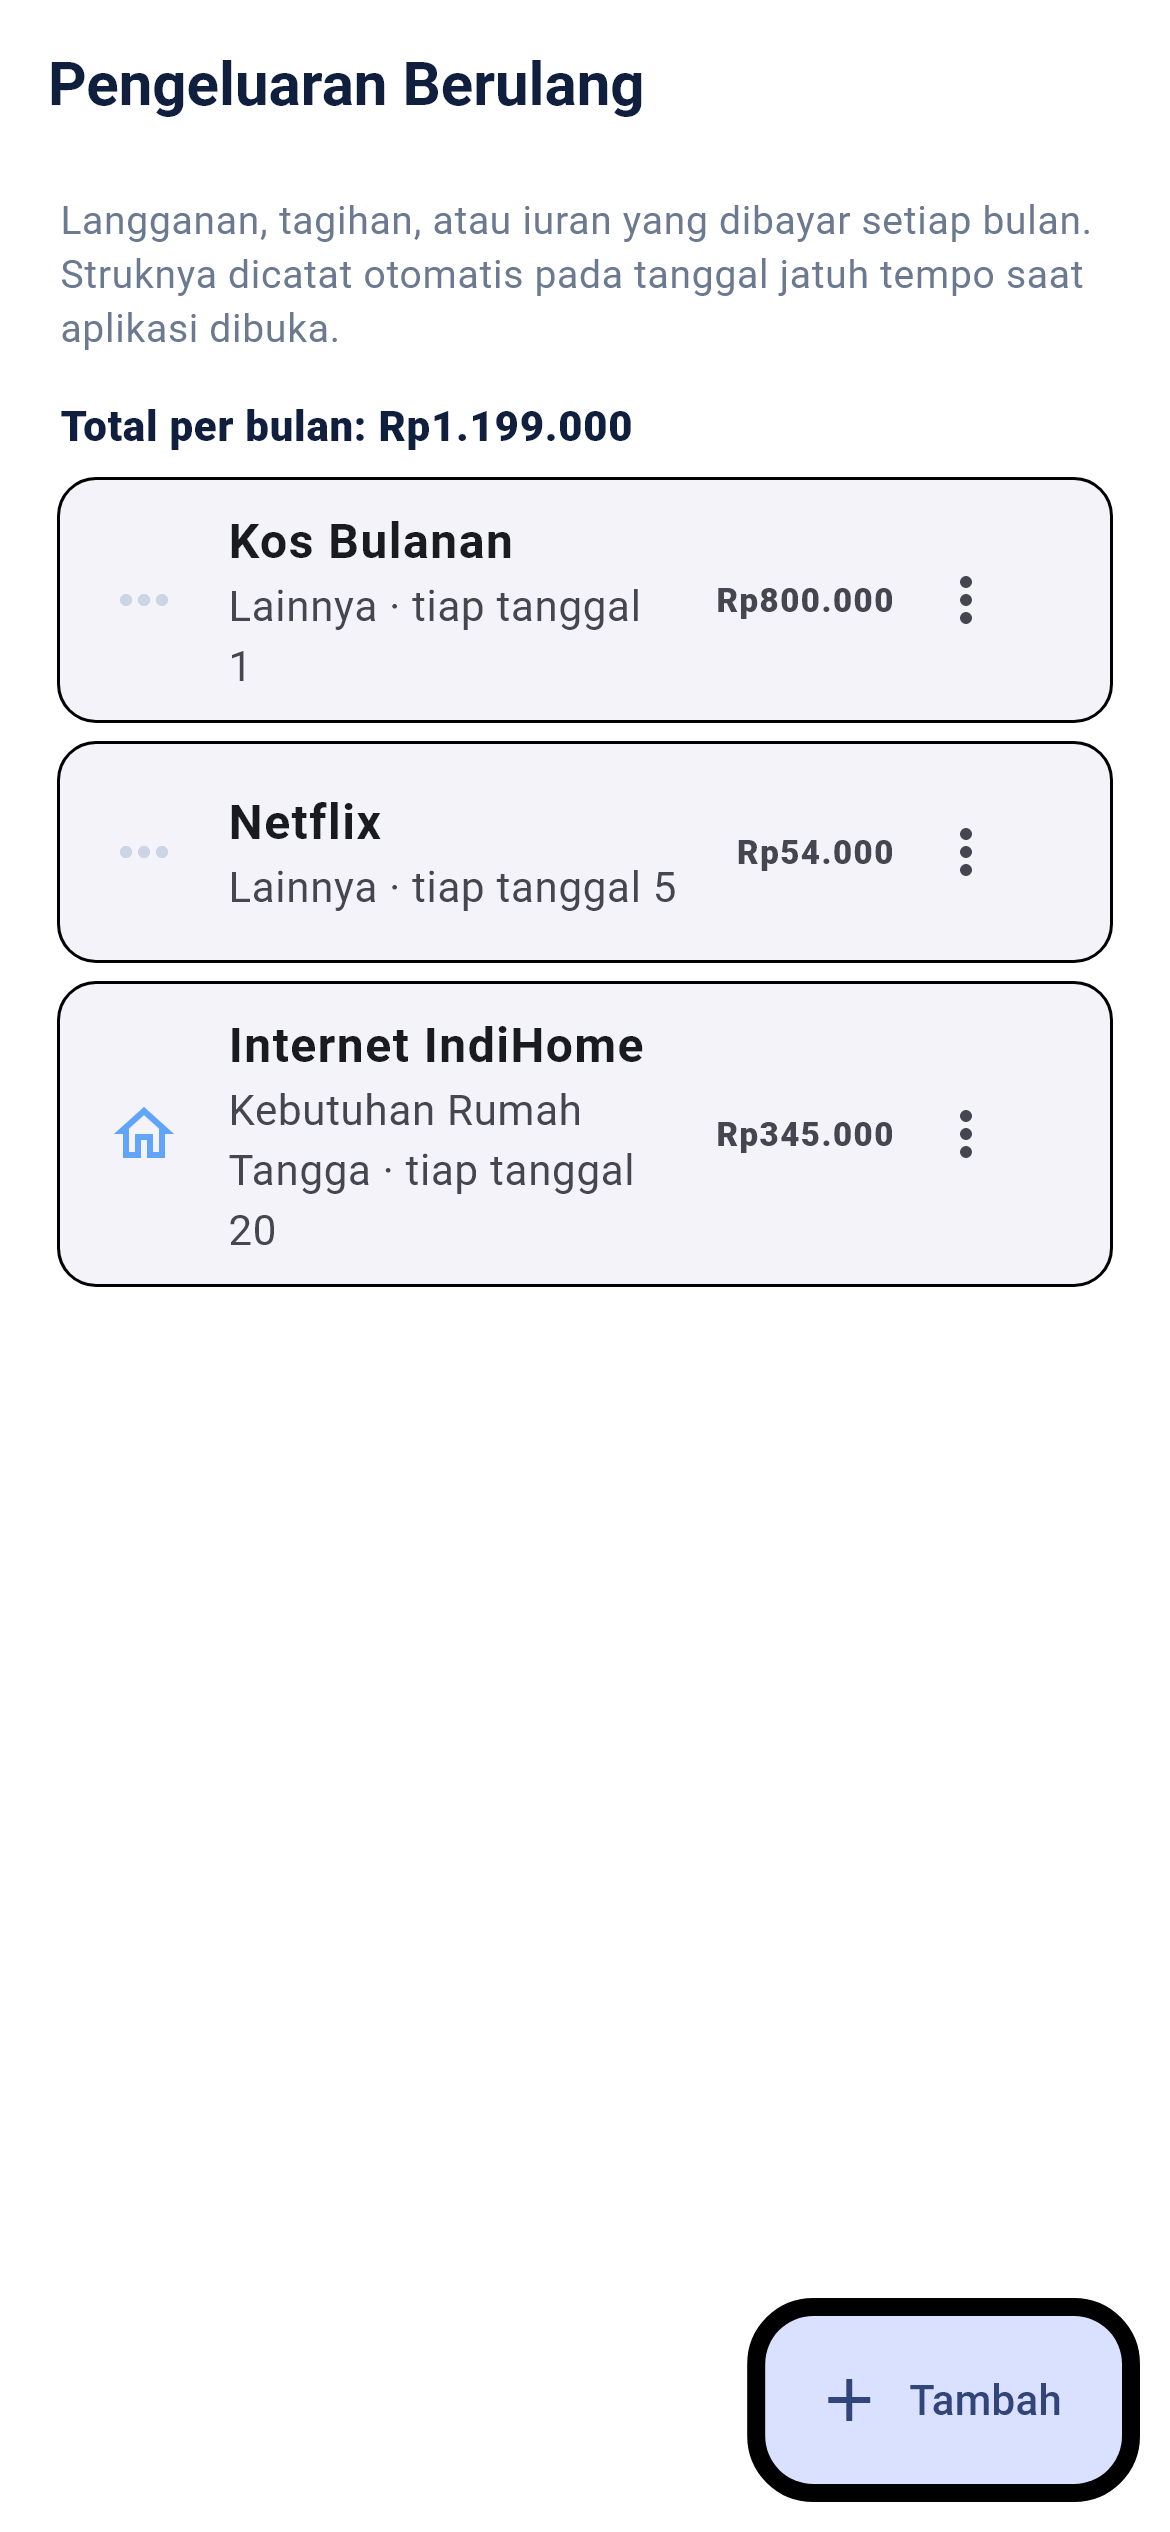 Pengeluaran Berulang
Langganan, tagihan, atau iuran yang dibayar setiap bulan.
Struknya dicatat otomatis pada tanggal jatuh tempo saat
aplikasi dibuka.
Total per bulan: Rp1.199.000
Kos Bulanan
Lainnya · tiap tanggal
1
Rp800.000
Netflix
Lainnya · tiap tanggal 5
Rp54.000
Internet IndiHome
Kebutuhan Rumah
Tangga · tiap tanggal
20
Rp345.000
Tambah